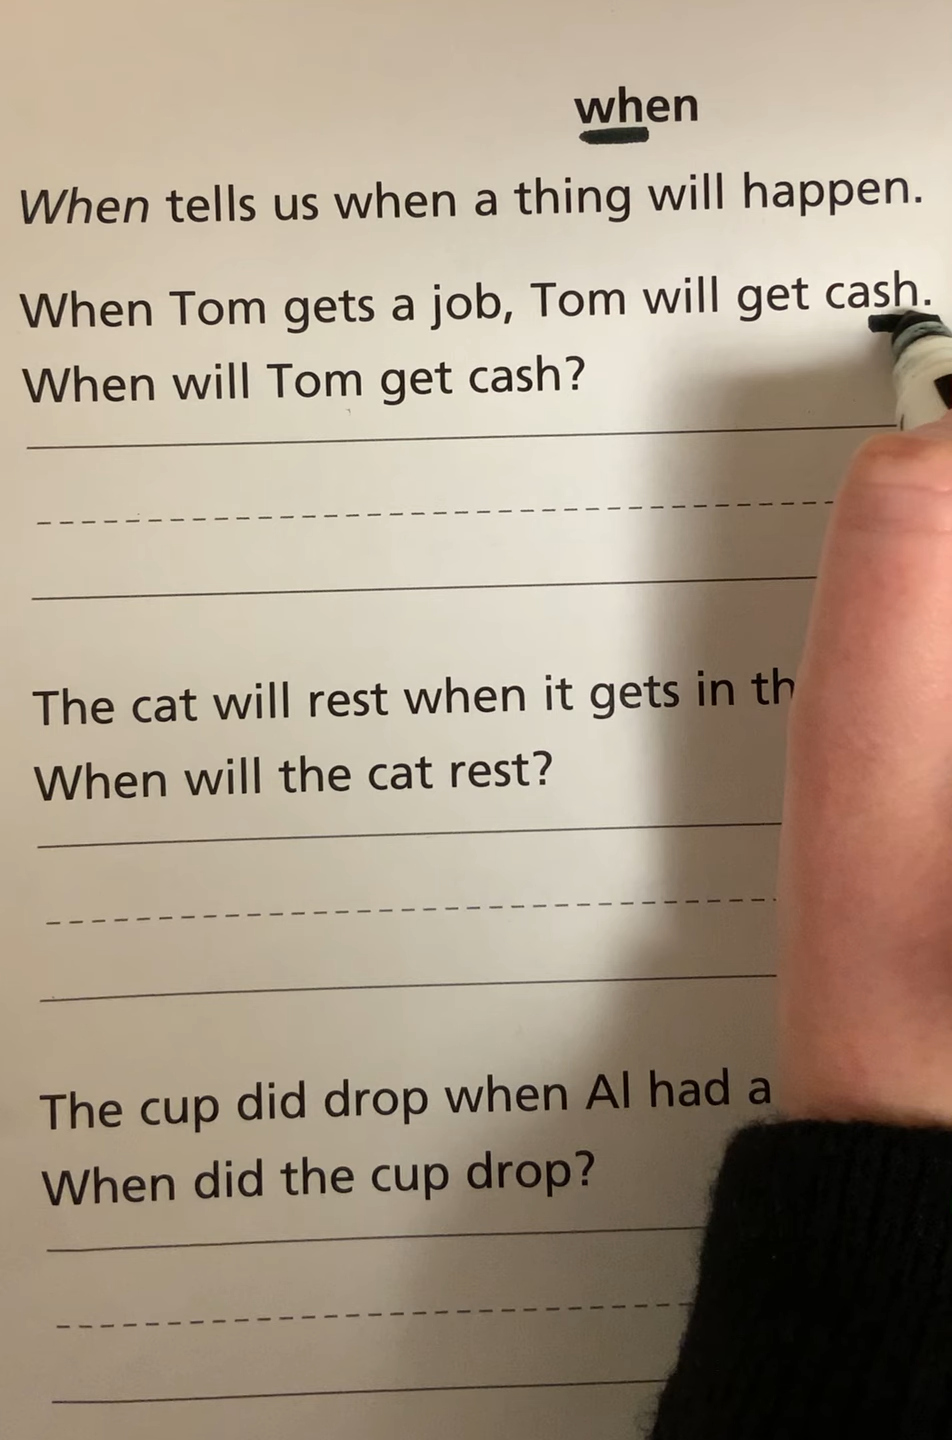 when
When tells us when a thing will happen.
When Tom gets a job, Tom will get cash.
When will Tom get cash?
The cat will rest when it gets in
When will the cat rest?
The cup did drop when Al had a
When did the cup drop?